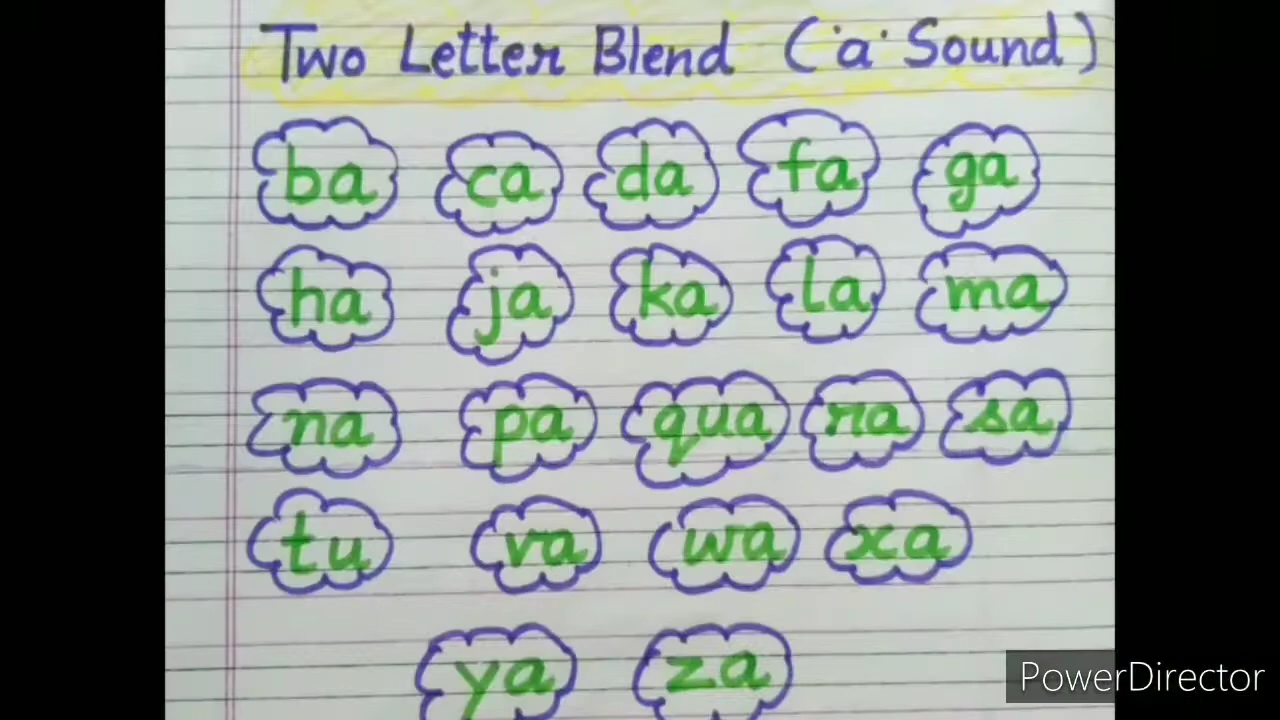 Two Letter Blend ('a' Sound)
ba ca da fa ga
ha ja ka la ma
na pa qua ra sa
tu va wa xa
ya za
PowerDirector